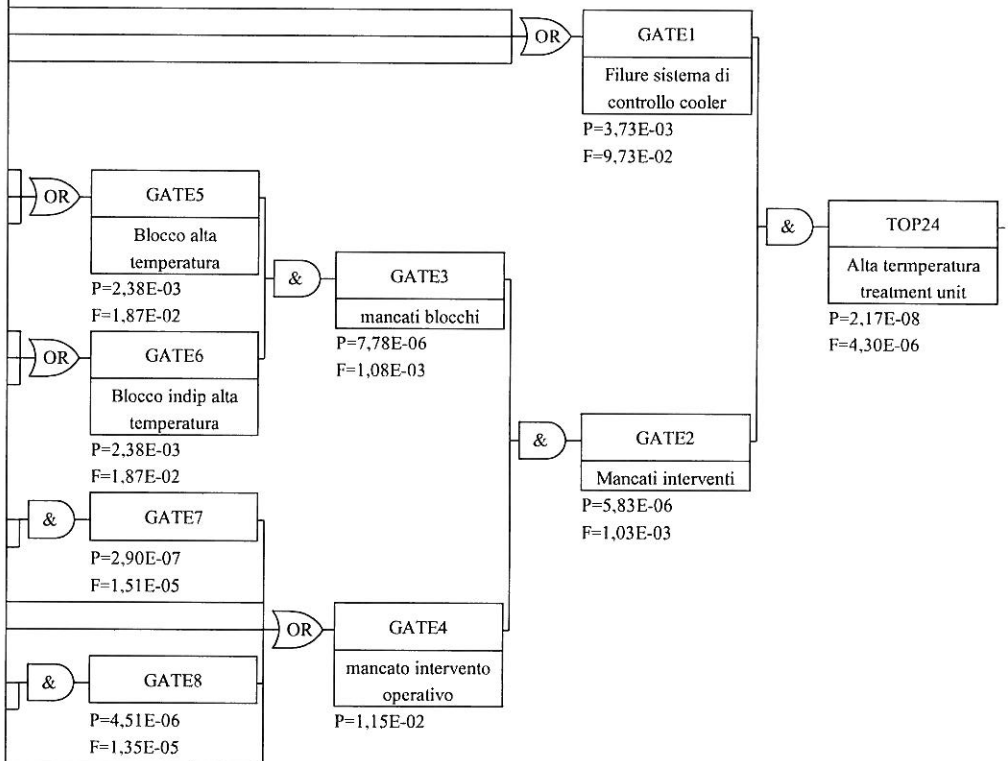 OR
GATE1
Filure sistema di
controllo cooler
P=3,73E-03
F=9,73E-02
OR
GATE5
Blocco alta
temperatura
P=2,38E-03
F=1,87E-02
&
GATE3
mancati blocchi
P=7,78E-06
F=1,08E-03
&
TOP24
Alta termperatura
treatment unit
P=2,17E-08
F=4,30E-06
OR
GATE6
Blocco indip alta
temperatura
P=2,38E-03
F=1,87E-02
&
GATE2
Mancati interventi
P=5,83E-06
F=1,03E-03
&
GATE7
P=2,90E-07
F=1,51E-05
OR
GATE4
mancato intervento
operativo
P=1,15E-02
&
GATE8
P=4,51E-06
F=1,35E-05